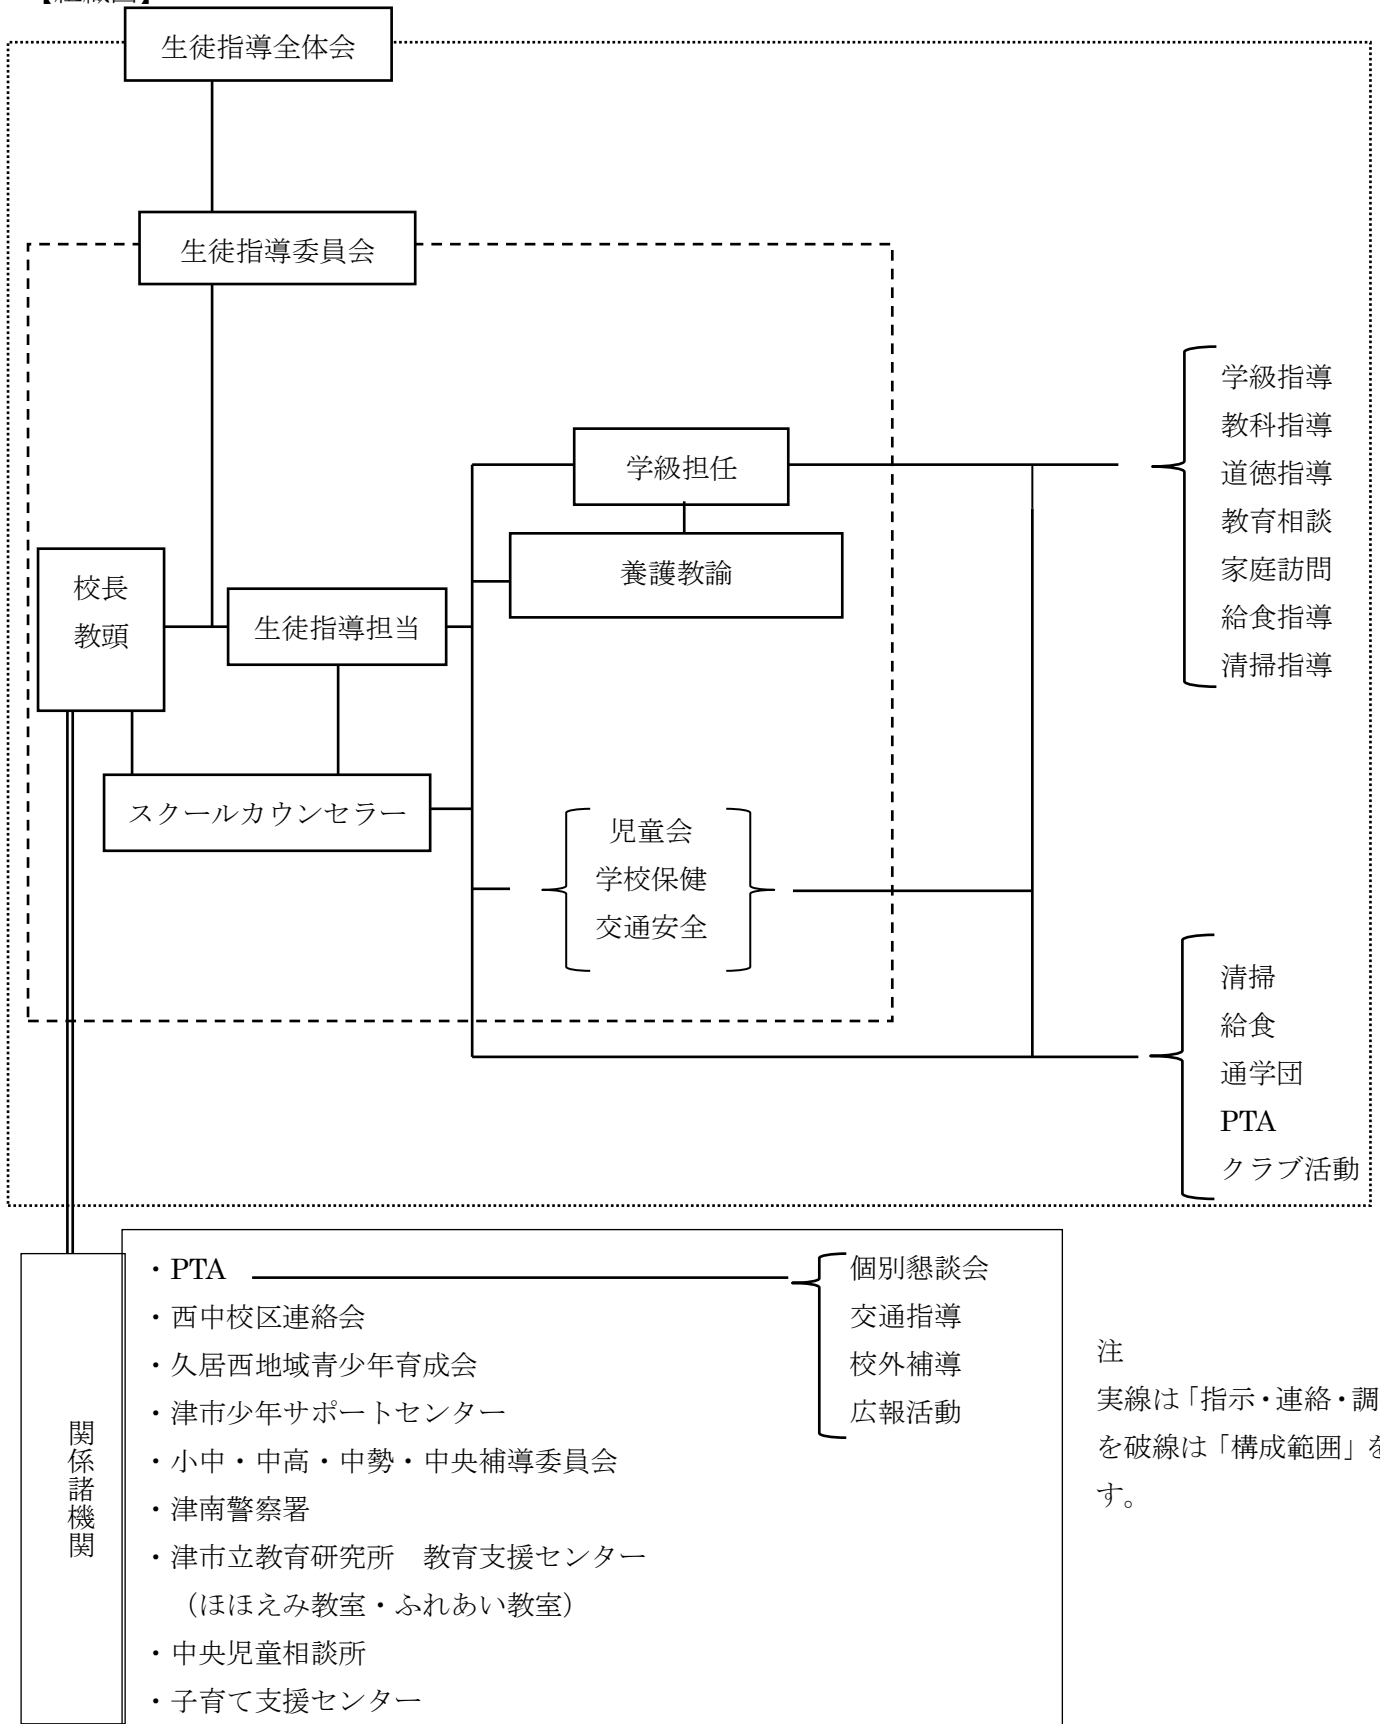 生徒指導全体会
生徒指導委員会
学級指導
教科指導
道徳指導
教育相談
家庭訪問
給食指導
清掃指導
学級担任
養護教諭
校長
教頭
生徒指導担当
スクールカウンセラー
児童会
学校保健
交通安全
清掃
給食
通学団
PTA
クラブ活動
関係諸機関
・PTA
・西中校区連絡会
・久居西地域青少年育成会
・津市少年サポートセンター
・小中・中高・中勢・中央補導委員会
・津南警察署
・津市立教育研究所　教育支援センター
（ほほえみ教室・ふれあい教室）
・中央児童相談所
・子育て支援センター
個別懇談会
交通指導
校外補導
広報活動
注
実線は「指示・連絡・調
を破線は「構成範囲」を
す。